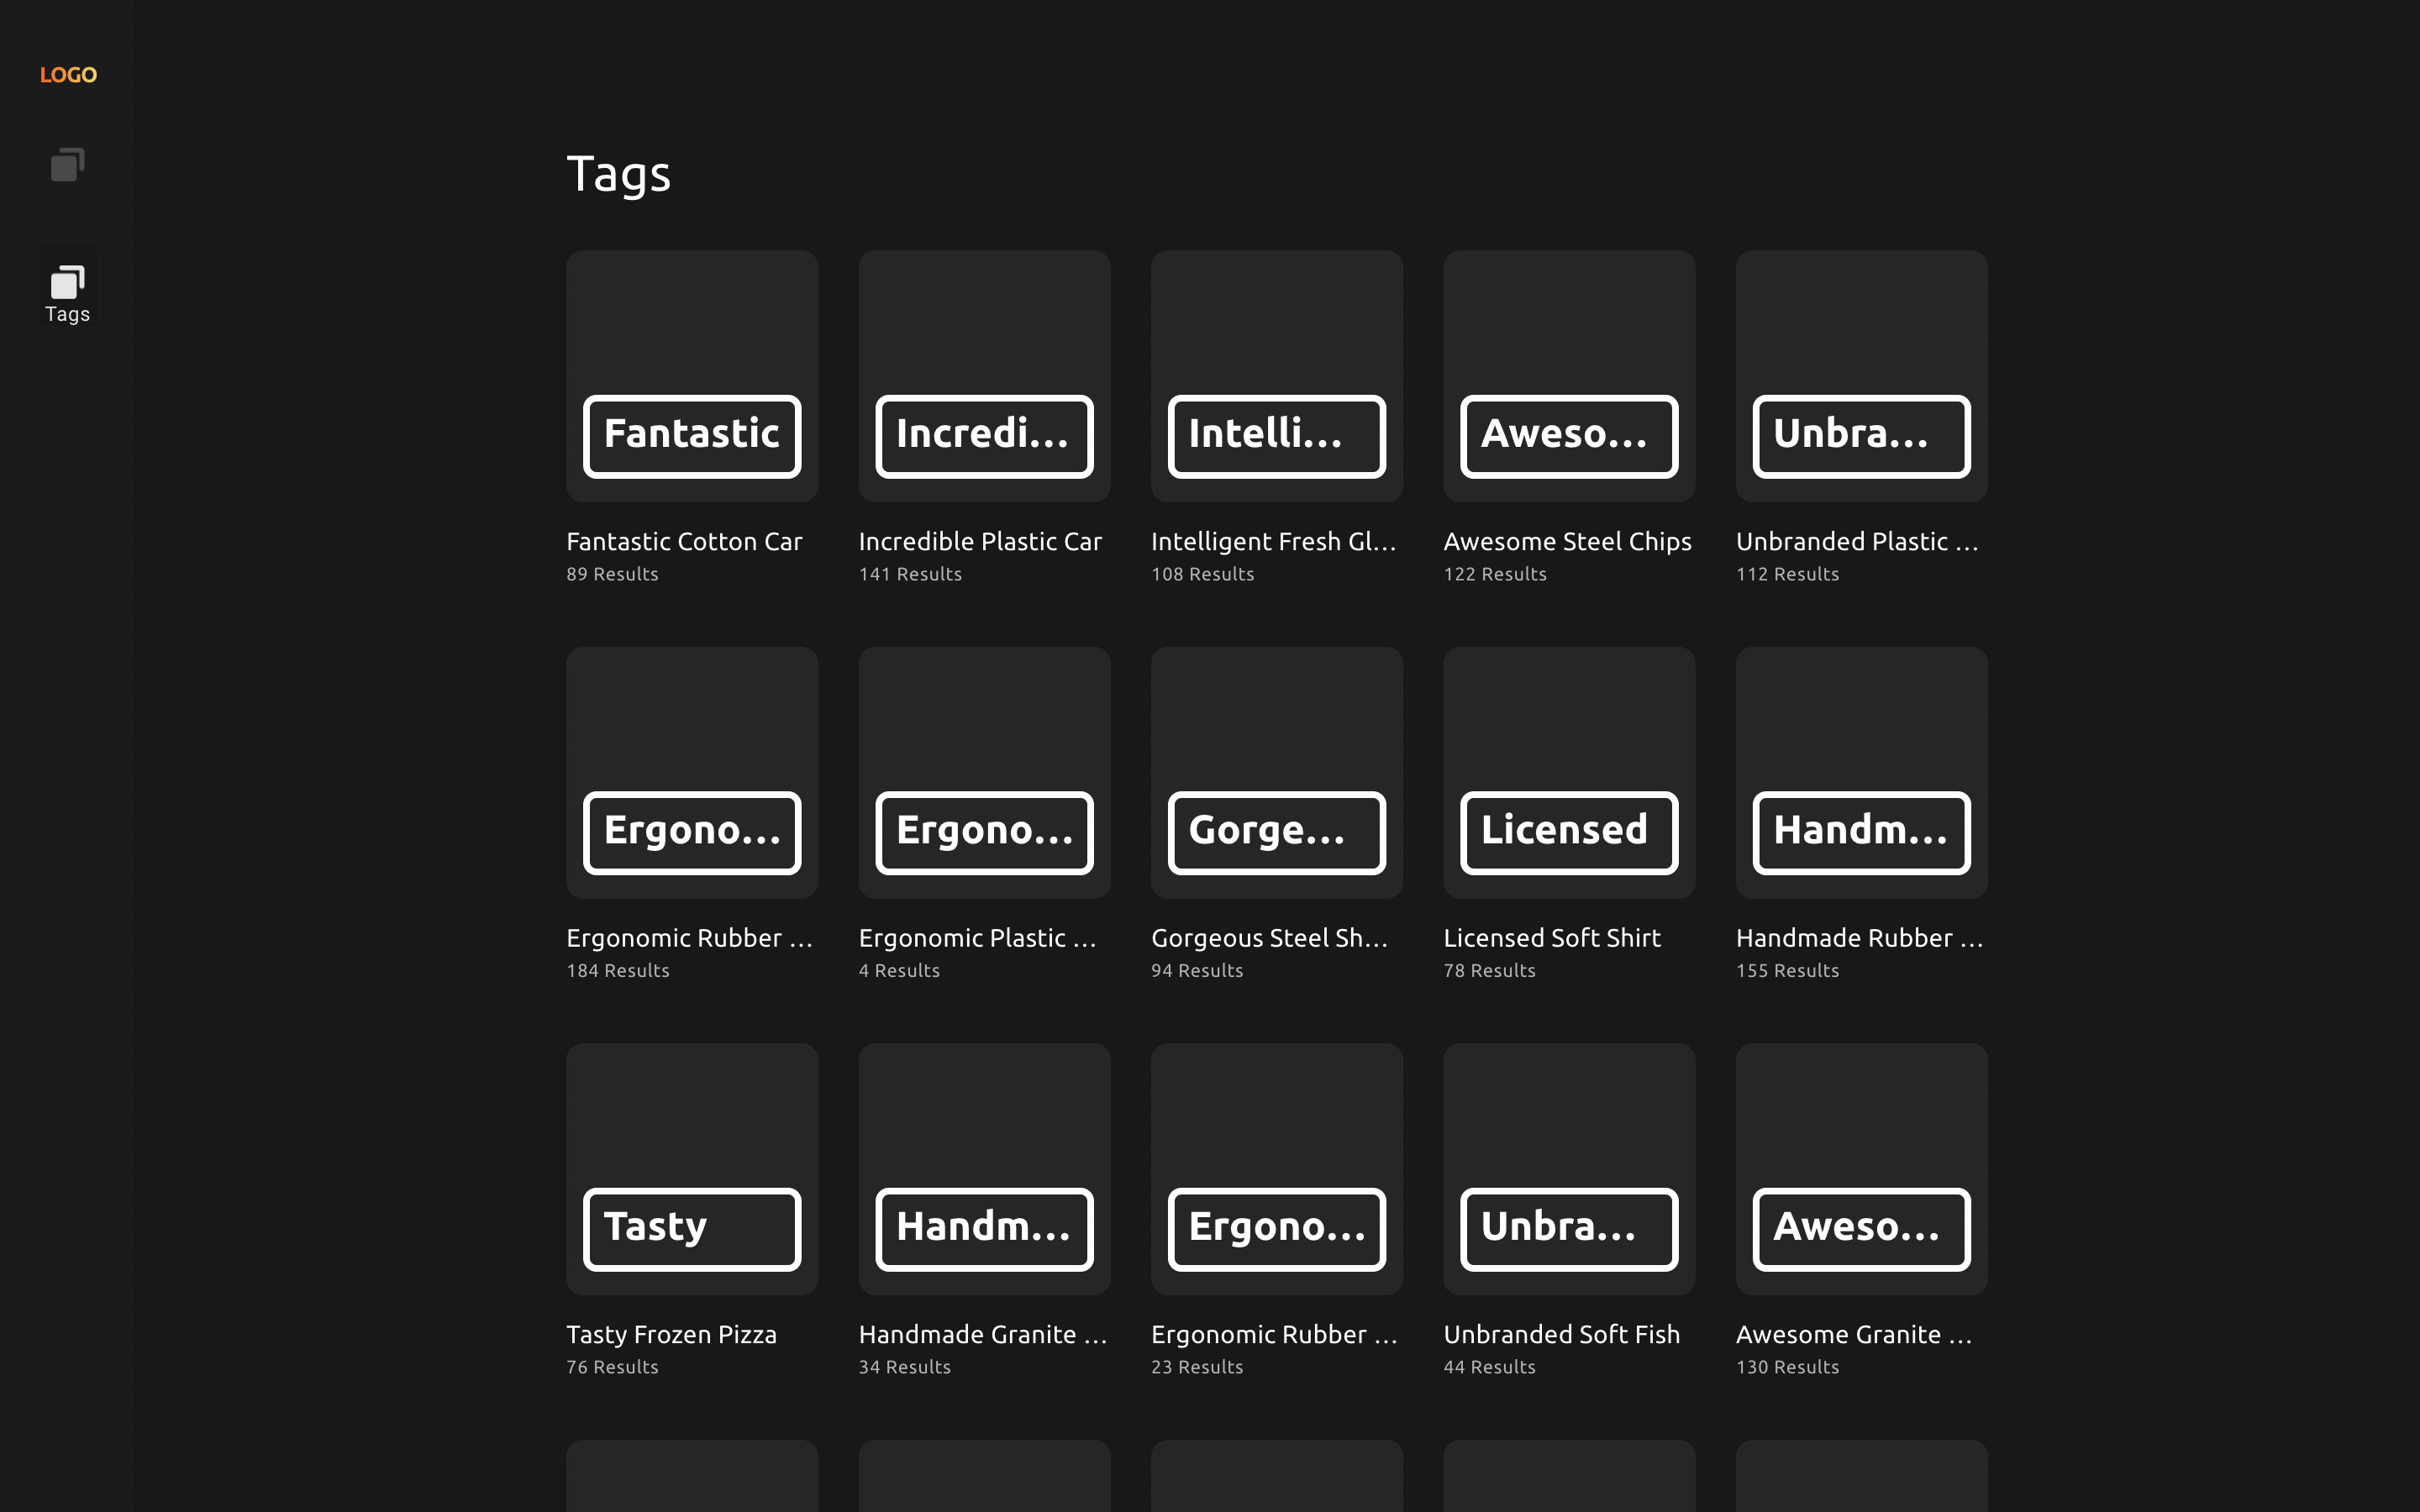 LOGO
Tags
Tags
Fantastic
Incredi...
Intelli...
Aweso...
Unbra...
Fantastic Cotton Car
Incredible Plastic Car
Intelligent Fresh Gl...
Awesome Steel Chips
Unbranded Plastic ...
89 Results
141 Results
108 Results
122 Results
112 Results
Ergono...
Ergono...
Gorge...
Licensed
Handm...
Ergonomic Rubber ...
Ergonomic Plastic ...
Gorgeous Steel Sh...
Licensed Soft Shirt
Handmade Rubber ...
184 Results
4 Results
94 Results
78 Results
155 Results
Tasty
Handm...
Ergono...
Unbra...
Aweso...
Tasty Frozen Pizza
Handmade Granite ...
Ergonomic Rubber ...
Unbranded Soft Fish
Awesome Granite ...
76 Results
34 Results
23 Results
44 Results
130 Results